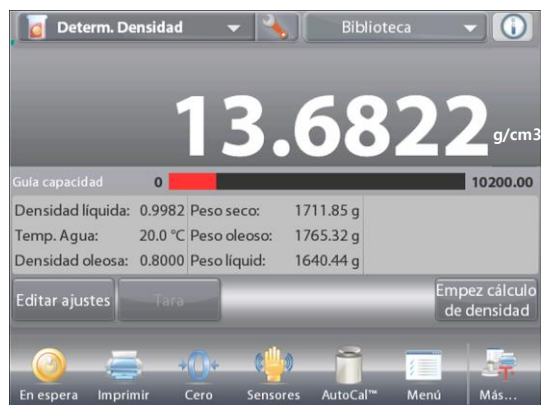 Determ. Densidad
Biblioteca
13.6822 g/cm3
Guía capacidad 0 10200.00
Densidad líquida: 0.9982 Peso seco: 1711.85 g
Temp. Agua: 20.0 °C Peso oleoso: 1765.32 g
Densidad oleosa: 0.8000 Peso líquid: 1640.44 g
Editar ajustes
Tara
Empez cálculo
de densidad
En espera Imprimir Cero Sensores AutoCal™ Menú Más...